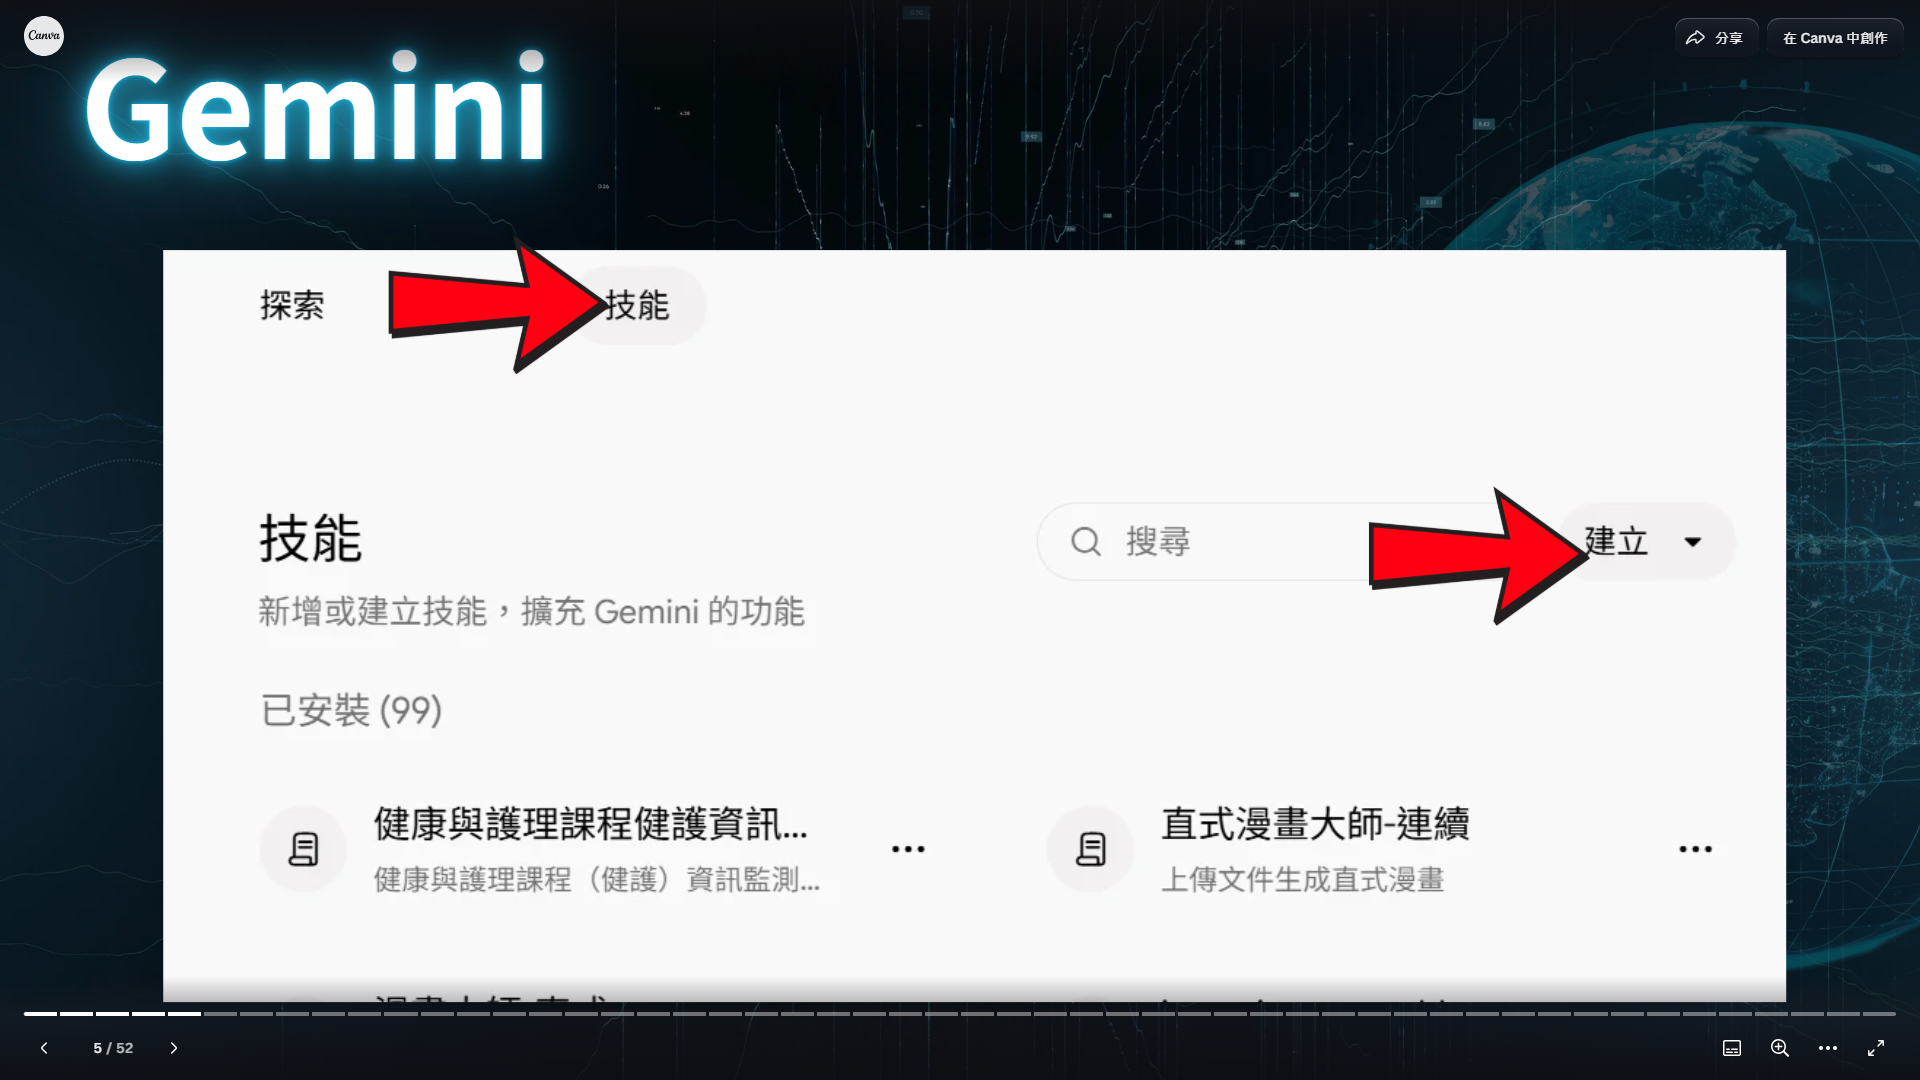 Canva
分享
在 Canva 中創作
Gemini
探索
技能
技能
搜尋
建立
新增或建立技能，擴充 Gemini 的功能
已安裝 (99)
健康與護理課程健護資訊...
健康與護理課程（健護）資訊監測...
直式漫畫大師-連續
上傳文件生成直式漫畫
5 / 52